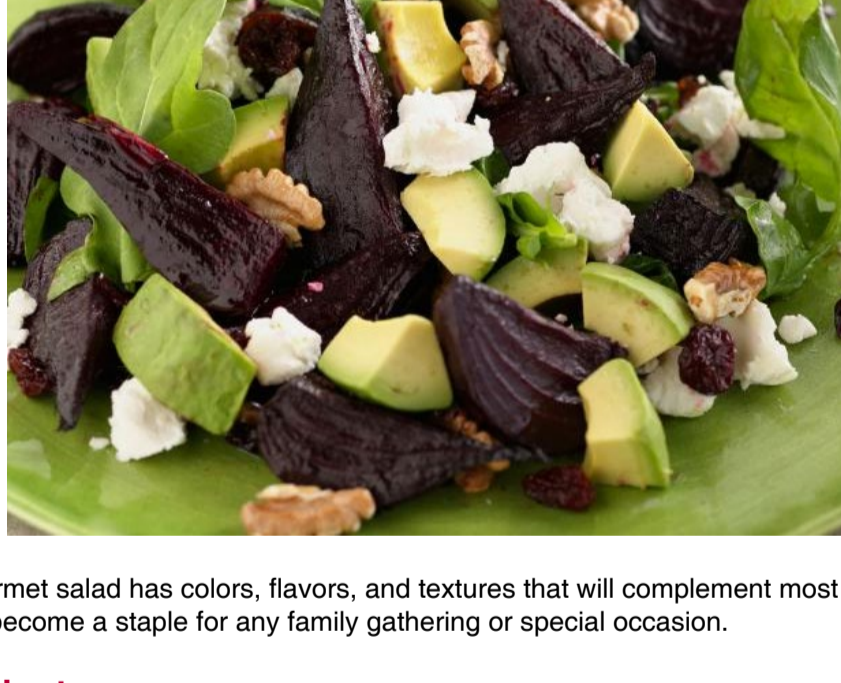 rmet salad has colors, flavors, and textures that will complement most
become a staple for any family gathering or special occasion.